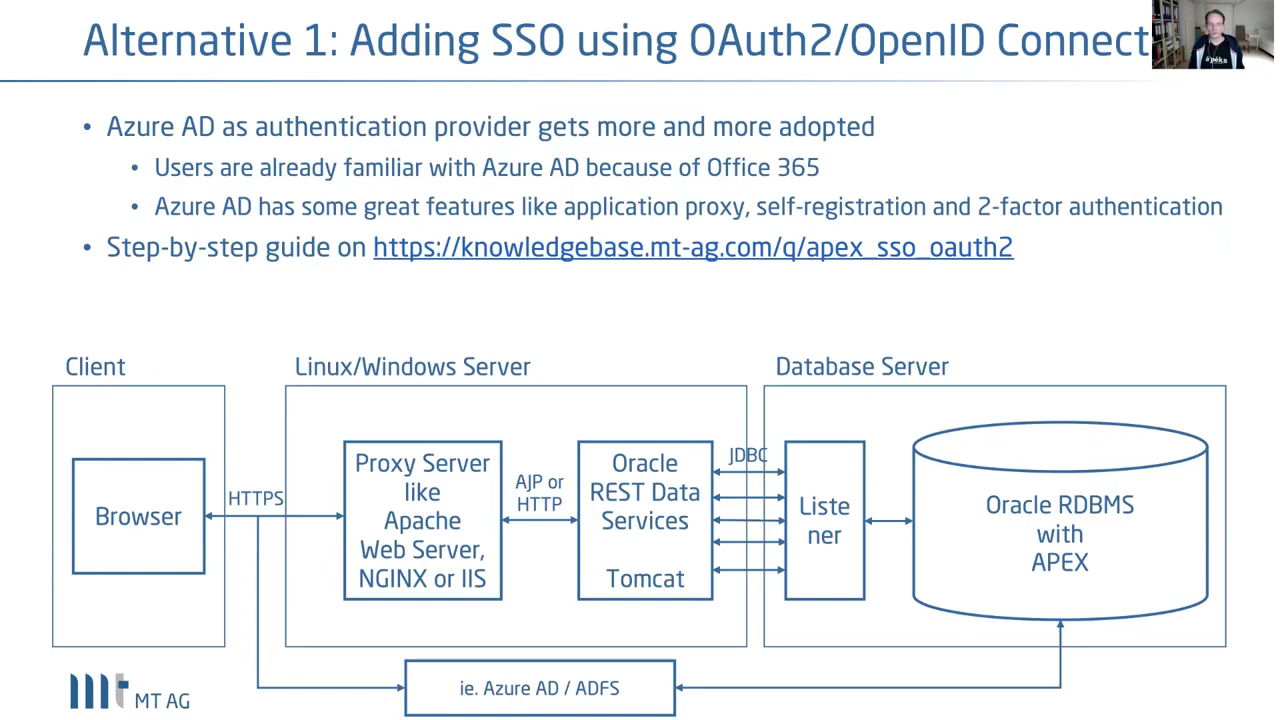 Alternative 1: Adding SSO using OAuth2/OpenID Connect
• Azure AD as authentication provider gets more and more adopted
• Users are already familiar with Azure AD because of Office 365
• Azure AD has some great features like application proxy, self-registration and 2-factor authentication
• Step-by-step guide on https://knowledgebase.mt-ag.com/q/apex_sso_oauth2
Client
Linux/Windows Server
Database Server
Browser
HTTPS
Proxy Server
like
Apache
Web Server,
NGINX or IIS
AJP or
HTTP
Oracle
REST Data
Services
Tomcat
JDBC
Liste
ner
Oracle RDBMS
with
APEX
ie. Azure AD / ADFS
mt MT AG